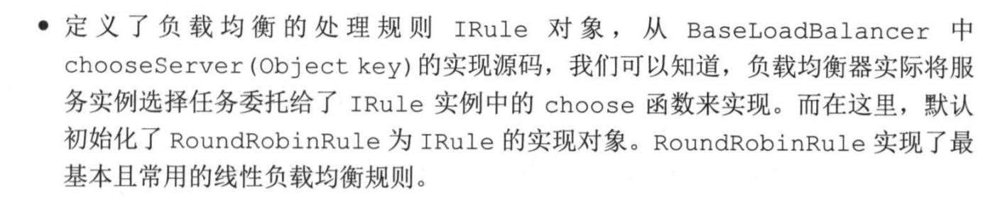 • 定义了负载均衡的处理规则 IRule 对象，从 BaseLoadBalancer 中
chooseServer(Object key)的实现源码，我们可以知道，负载均衡器实际将服
务实例选择任务委托给了 IRule 实例中的 choose 函数来实现。而在这里，默认
初始化了 RoundRobinRule 为 IRule 的实现对象。RoundRobinRule 实现了最
基本且常用的线性负载均衡规则。